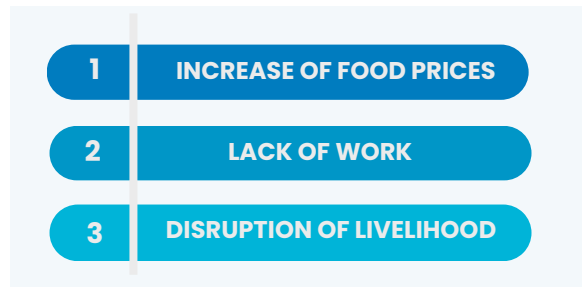 1 INCREASE OF FOOD PRICES
2 LACK OF WORK
3 DISRUPTION OF LIVELIHOOD